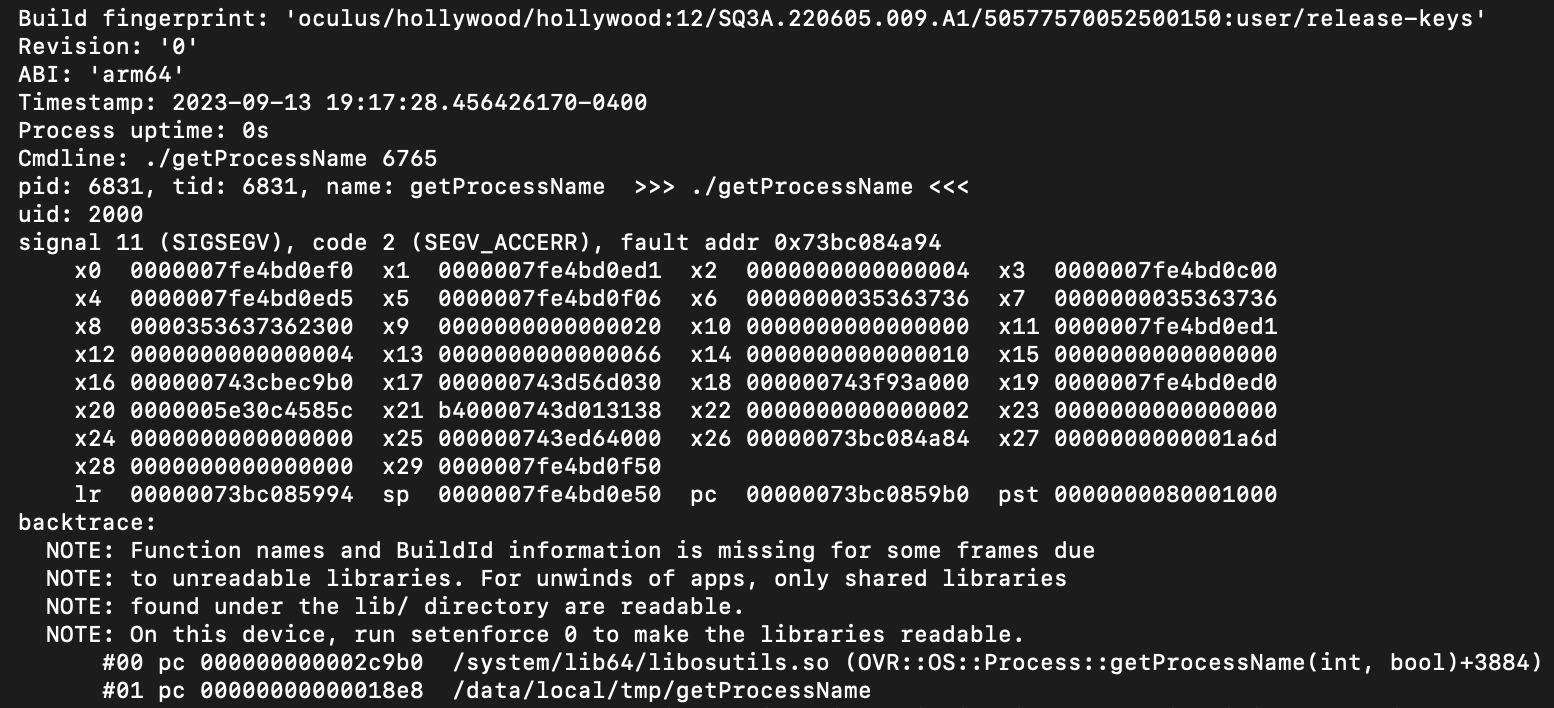 Build fingerprint: 'oculus/hollywood/hollywood:12/SQ3A.220605.009.A1/50577570052500150:user/release-keys'
Revision: '0'
ABI: 'arm64'
Timestamp: 2023-09-13 19:17:28.456426170-0400
Process uptime: 0s
Cmdline: ./getProcessName 6765
pid: 6831, tid: 6831, name: getProcessName  >>> ./getProcessName <<<
uid: 2000
signal 11 (SIGSEGV), code 2 (SEGV_ACCERR), fault addr 0x73bc084a94
    x0  0000007fe4bd0ef0  x1  0000007fe4bd0ed1  x2  0000000000000004  x3  0000007fe4bd0c00
    x4  0000007fe4bd0ed5  x5  0000007fe4bd0f06  x6  0000000035363736  x7  0000000035363736
    x8  0000353637362300  x9  0000000000000020  x10 0000000000000000  x11 0000007fe4bd0ed1
    x12 0000000000000004  x13 0000000000000066  x14 0000000000000010  x15 0000000000000000
    x16 000000743cbec9b0  x17 000000743d56d030  x18 000000743f93a000  x19 0000007fe4bd0ed0
    x20 0000005e30c4585c  x21 b40000743d013138  x22 0000000000000002  x23 0000000000000000
    x24 0000000000000000  x25 000000743ed64000  x26 00000073bc084a84  x27 0000000000001a6d
    x28 0000000000000000  x29 0000007fe4bd0f50
    lr  00000073bc085994  sp  0000007fe4bd0e50  pc  00000073bc0859b0  pst 0000000080001000
backtrace:
  NOTE: Function names and BuildId information is missing for some frames due
  NOTE: to unreadable libraries. For unwinds of apps, only shared libraries
  NOTE: found under the lib/ directory are readable.
  NOTE: On this device, run setenforce 0 to make the libraries readable.
      #00 pc 000000000002c9b0  /system/lib64/libosutils.so (OVR::OS::Process::getProcessName(int, bool)+3884)
      #01 pc 00000000000018e8  /data/local/tmp/getProcessName